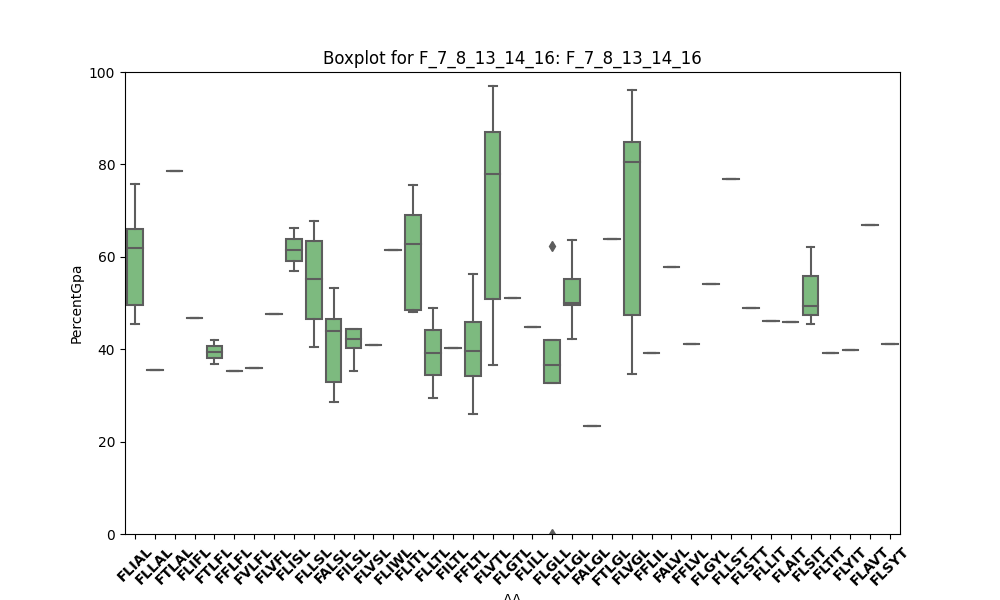 Boxplot for F_7_8_13_14_16: F_7_8_13_14_16
PercentGpa
100
80
60
40
20
0
FLIAL
FLLAL
FTLAL
FLIFL
FTLFL
FFLFL
FVLFL
FLVFL
FLISL
FLLSL
FALSL
FILSL
FLVSL
FLIWL
FLITL
FLLTL
FILTL
FFLTL
FLVTL
FLGTL
FLILL
FLGLL
FLLGL
FALGL
FTLGL
FLVGL
FFLIL
FALVL
FFLVL
FLGYL
FLLST
FLSTT
FLLIT
FLAIT
FLSIT
FLTIT
FLYIT
FLAVT
FLSYT
AA